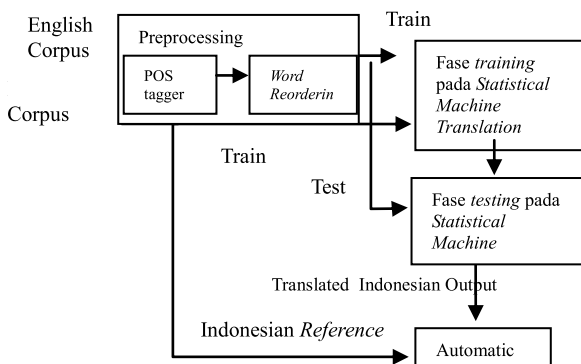 English
Corpus
Preprocessing
Train
POS
tagger
Word
Reorderin
Fase training
pada Statistical
Machine
Translation
Corpus
Train
Test
Fase testing pada
Statistical
Machine
Translated Indonesian Output
Indonesian Reference
Automatic